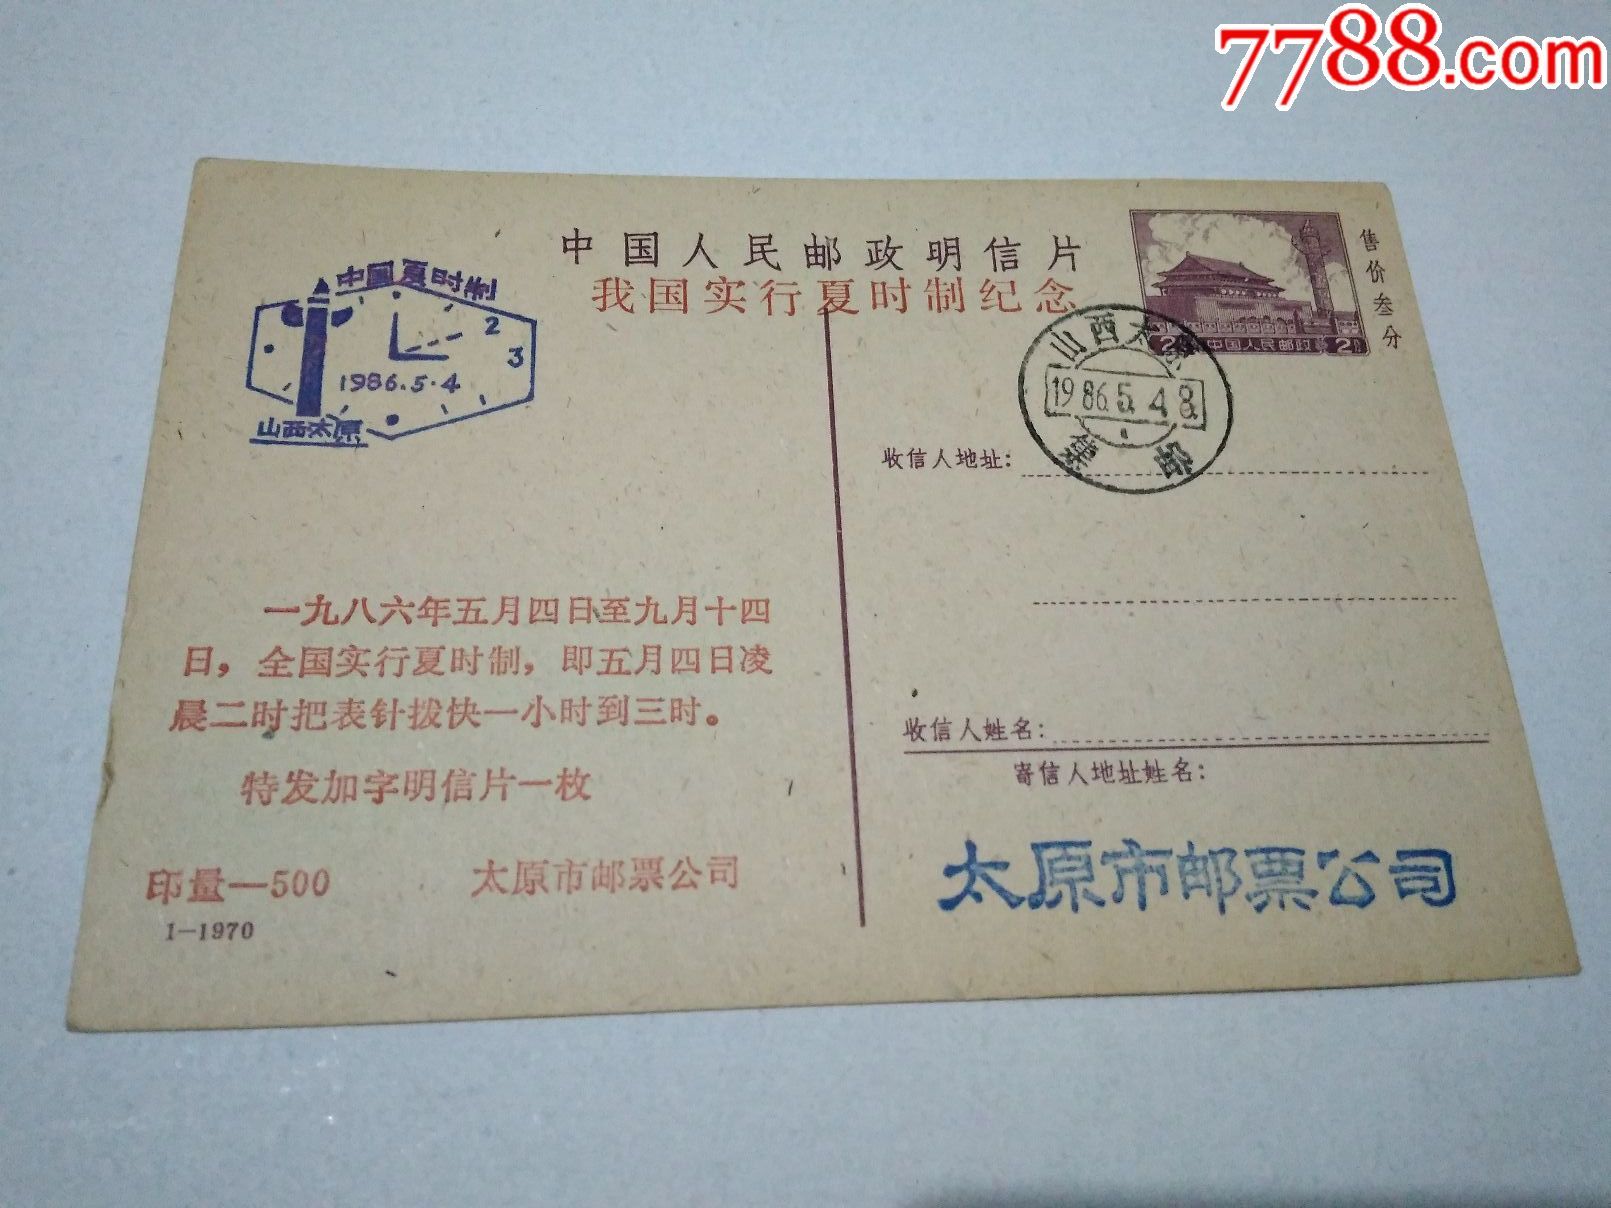 7788.com
中国人民邮政明信片
我国实行夏时制纪念
售价叁分
2 中国人民邮政 2
中国夏时制
2
3
1986.5.4
山西太原
山西太原
1986.5.4.8
收信人地址:
一九八六年五月四日至九月十四
日，全国实行夏时制，即五月四日凌
晨二时把表针拨快一小时到三时。
特发加字明信片一枚
印量—500 太原市邮票公司
1—1970
收信人姓名:
寄信人地址姓名:
太原市邮票公司